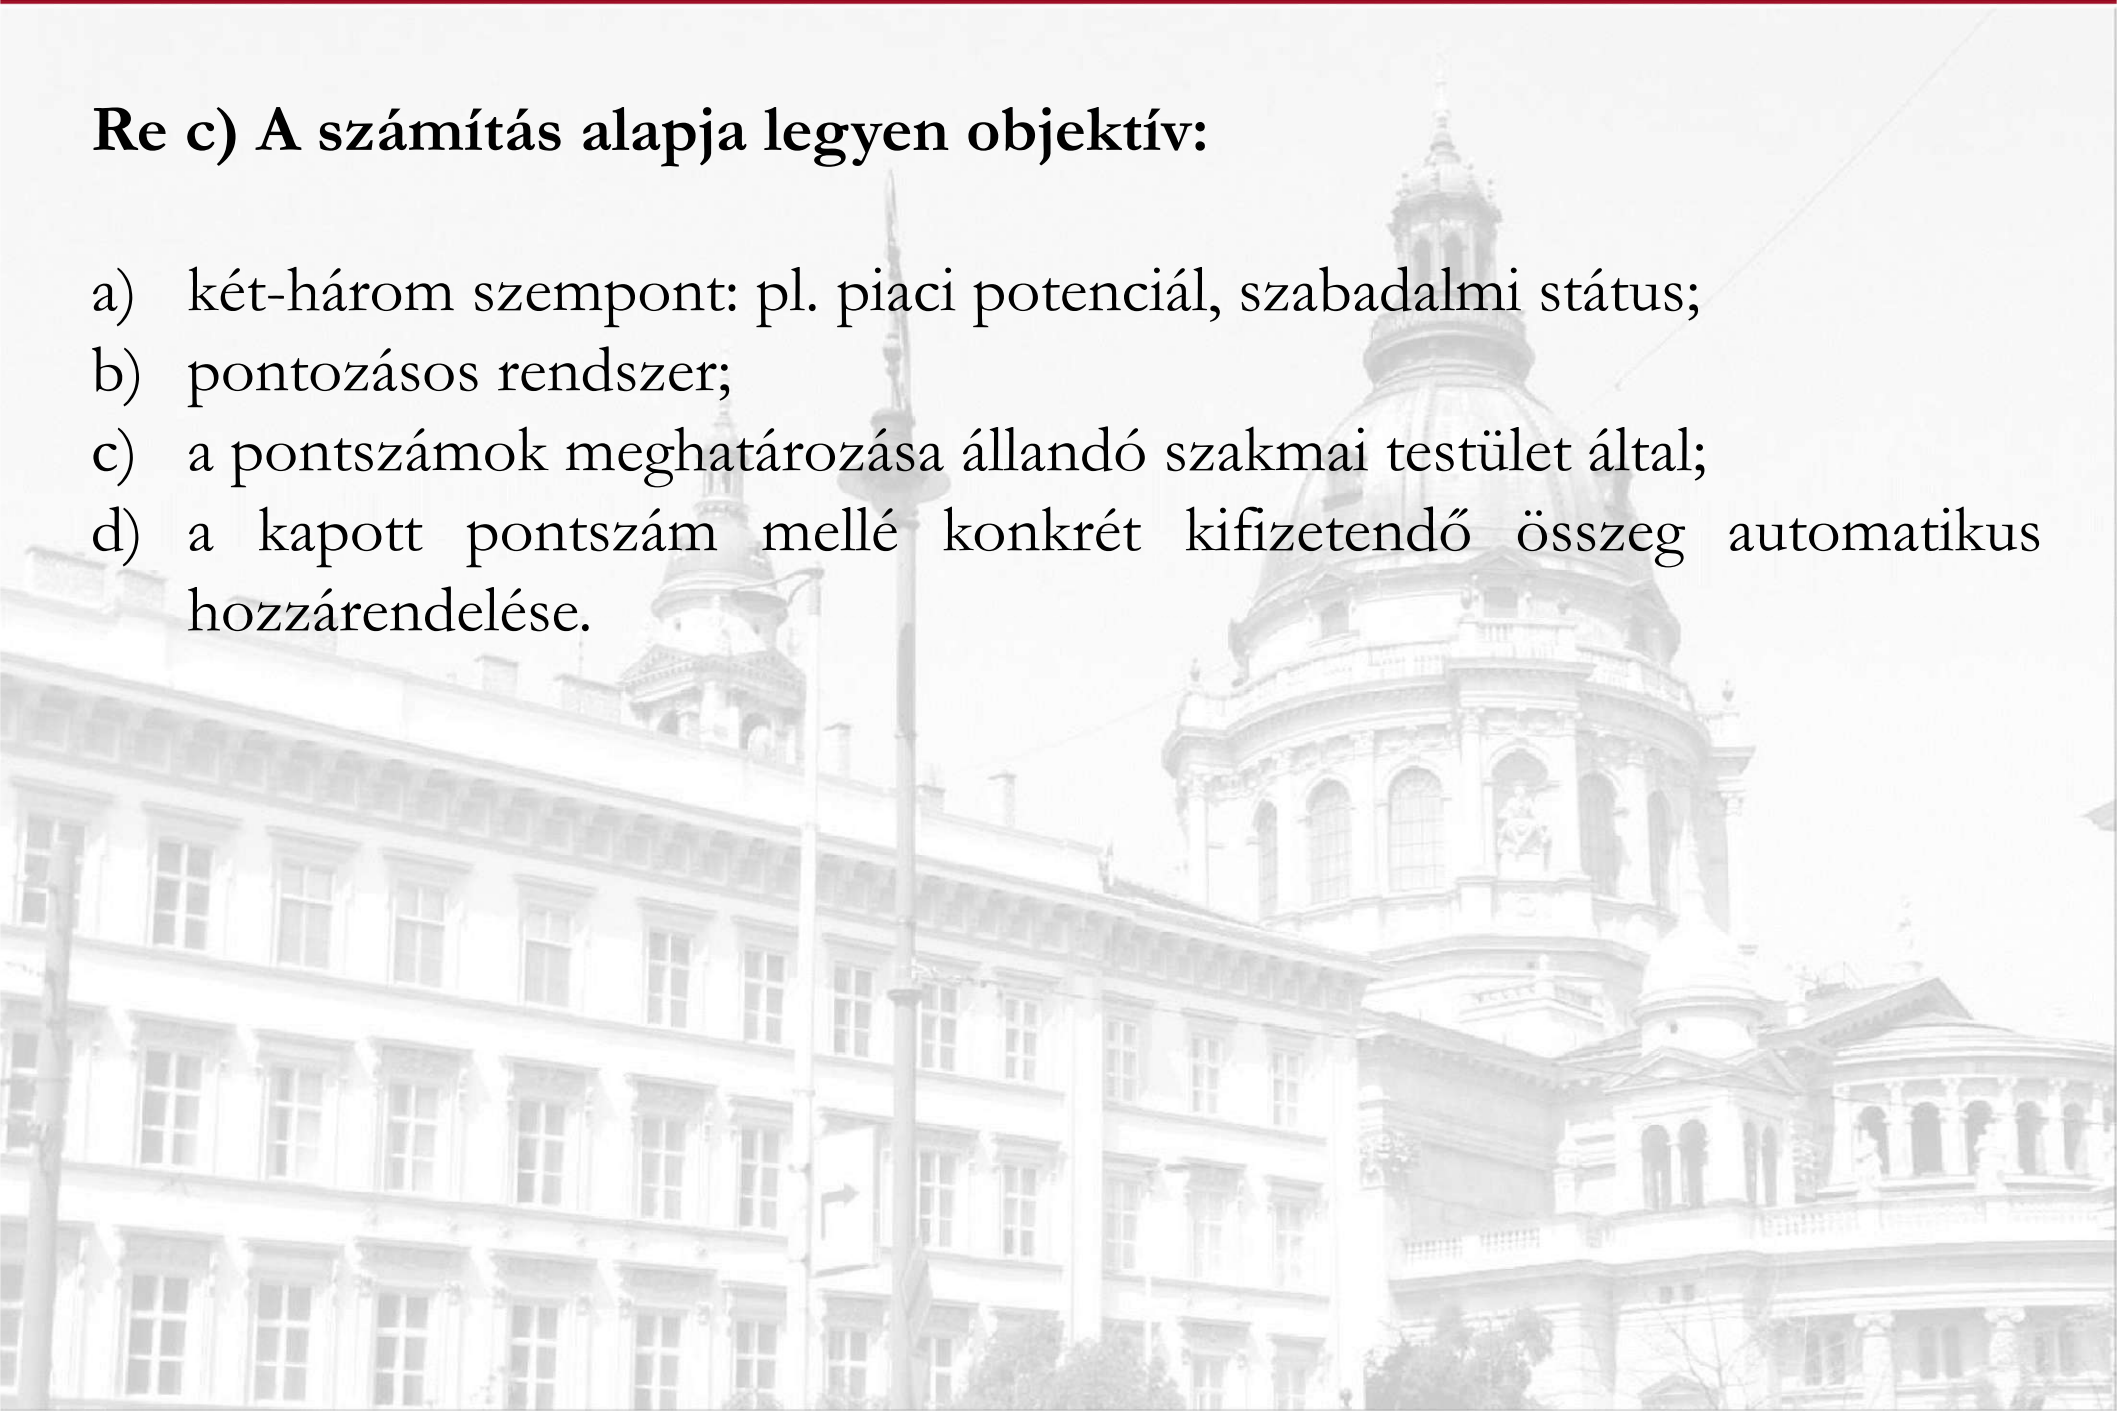 Re c) A számítás alapja legyen objektív:
a) két-három szempont: pl. piaci potenciál, szabadalmi státus;
b) pontozásos rendszer;
c) a pontszámok meghatározása állandó szakmai testület által;
d) a kapott pontszám mellé konkrét kifizetendő összeg automatikus
hozzárendelése.